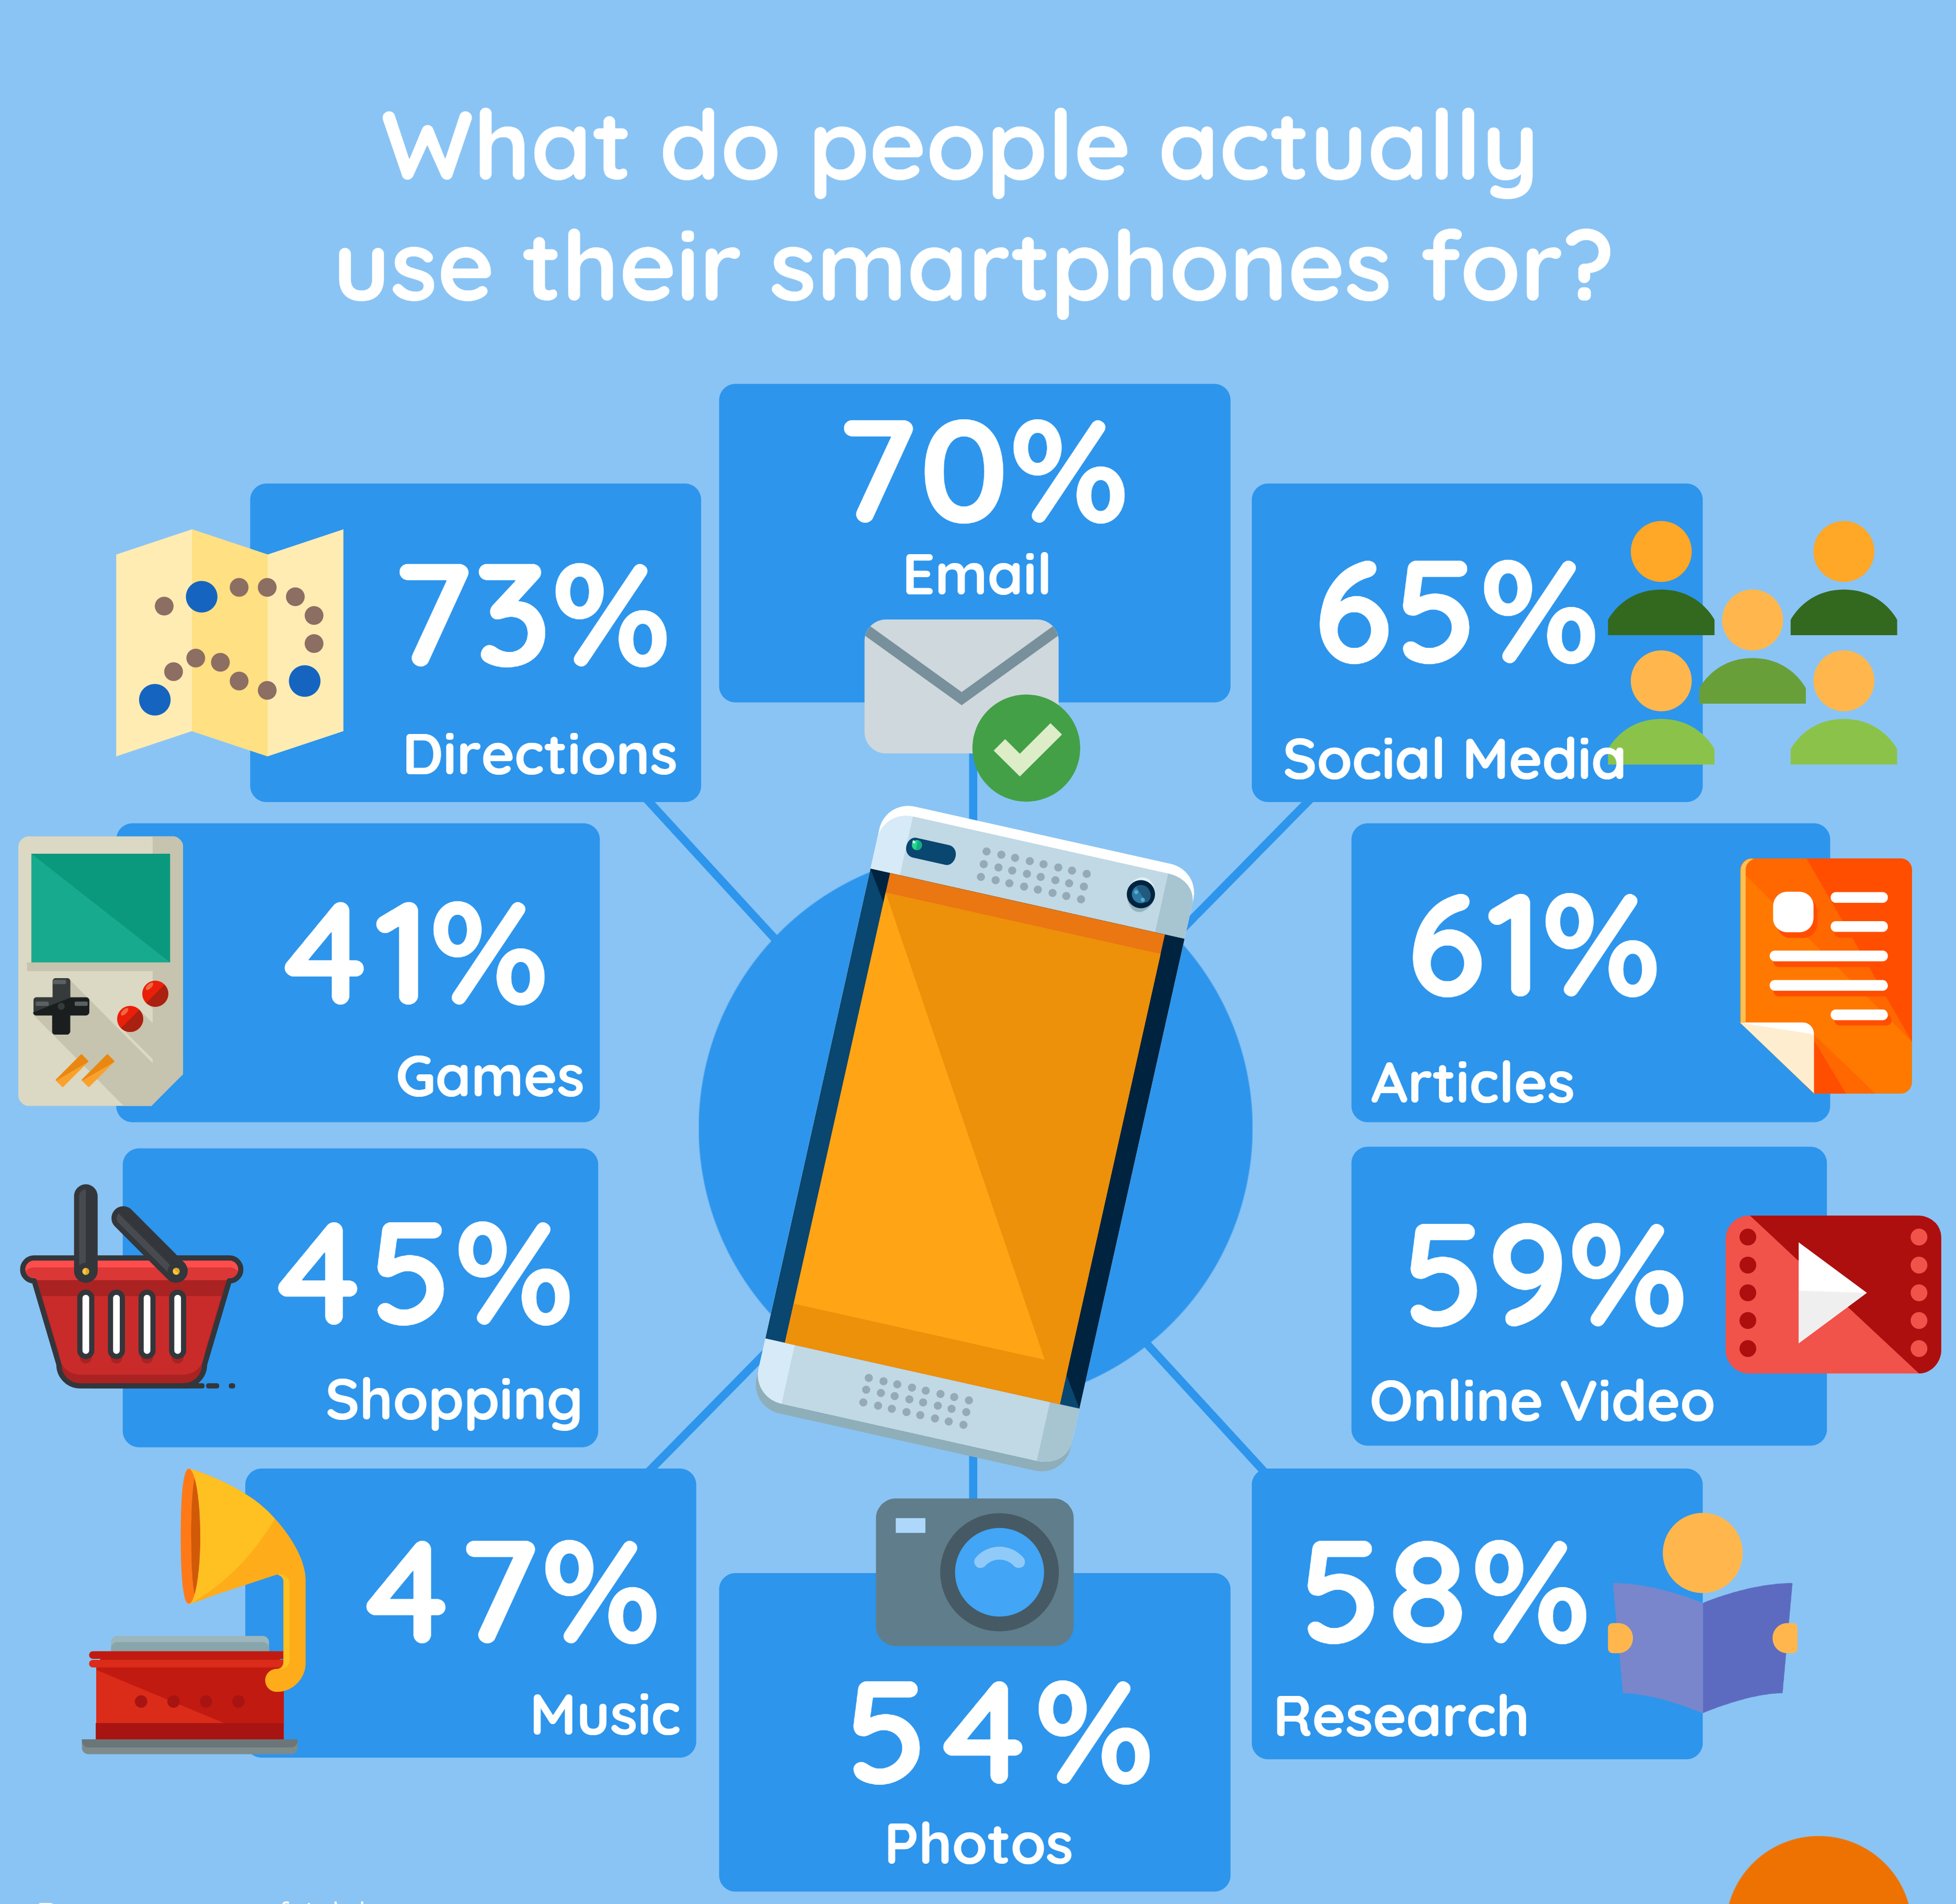 What do people actually
use their smartphones for?
70%
Email
73%
Directions
65%
Social Media
41%
Games
61%
Articles
45%
Shopping
59%
Online Video
47%
Music
58%
Research
54%
Photos